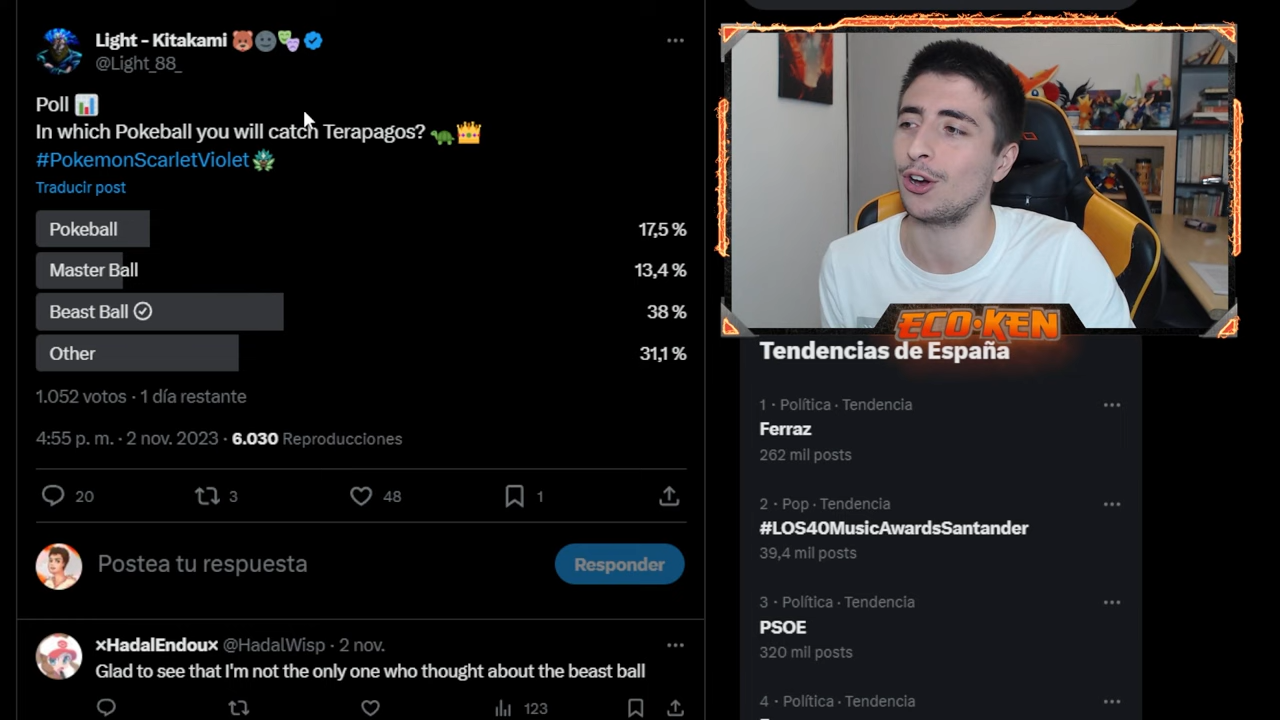 Light - Kitakami 🐻🌚🎭
@Light_88_
Poll 📊
In which Pokeball you will catch Terapagos? 🐢👑
#PokemonScarletViolet
Traducir post
Pokeball 17,5 %
Master Ball 13,4 %
Beast Ball 38 %
Other 31,1 %
1.052 votos · 1 día restante
4:55 p. m. · 2 nov. 2023 · 6.030 Reproducciones
20 3 48 1
Postea tu respuesta
Responder
×HadalEndou× @HadalWisp · 2 nov.
Glad to see that I'm not the only one who thought about the beast ball
123
ECO·KEN
Tendencias de España
1 · Política · Tendencia
Ferraz
262 mil posts
2 · Pop · Tendencia
#LOS40MusicAwardsSantander
39,4 mil posts
3 · Política · Tendencia
PSOE
320 mil posts
4 · Política · Tendencia